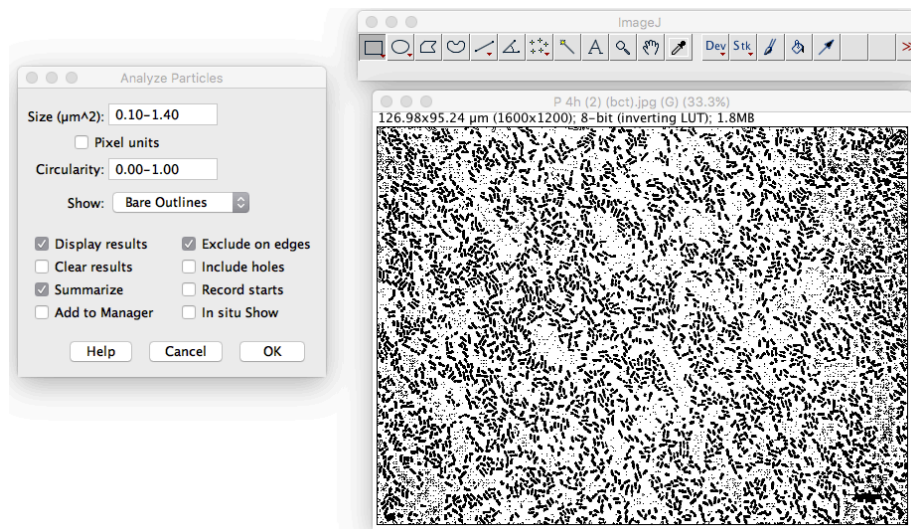 ImageJ
Dev Stk
Analyze Particles
Size (µm^2): 0.10-1.40
Pixel units
Circularity: 0.00-1.00
Show: Bare Outlines
Display results
Exclude on edges
Clear results
Include holes
Summarize
Record starts
Add to Manager
In situ Show
Help
Cancel
OK
P 4h (2) (bct).jpg (G) (33.3%)
126.98x95.24 µm (1600x1200); 8-bit (inverting LUT); 1.8MB